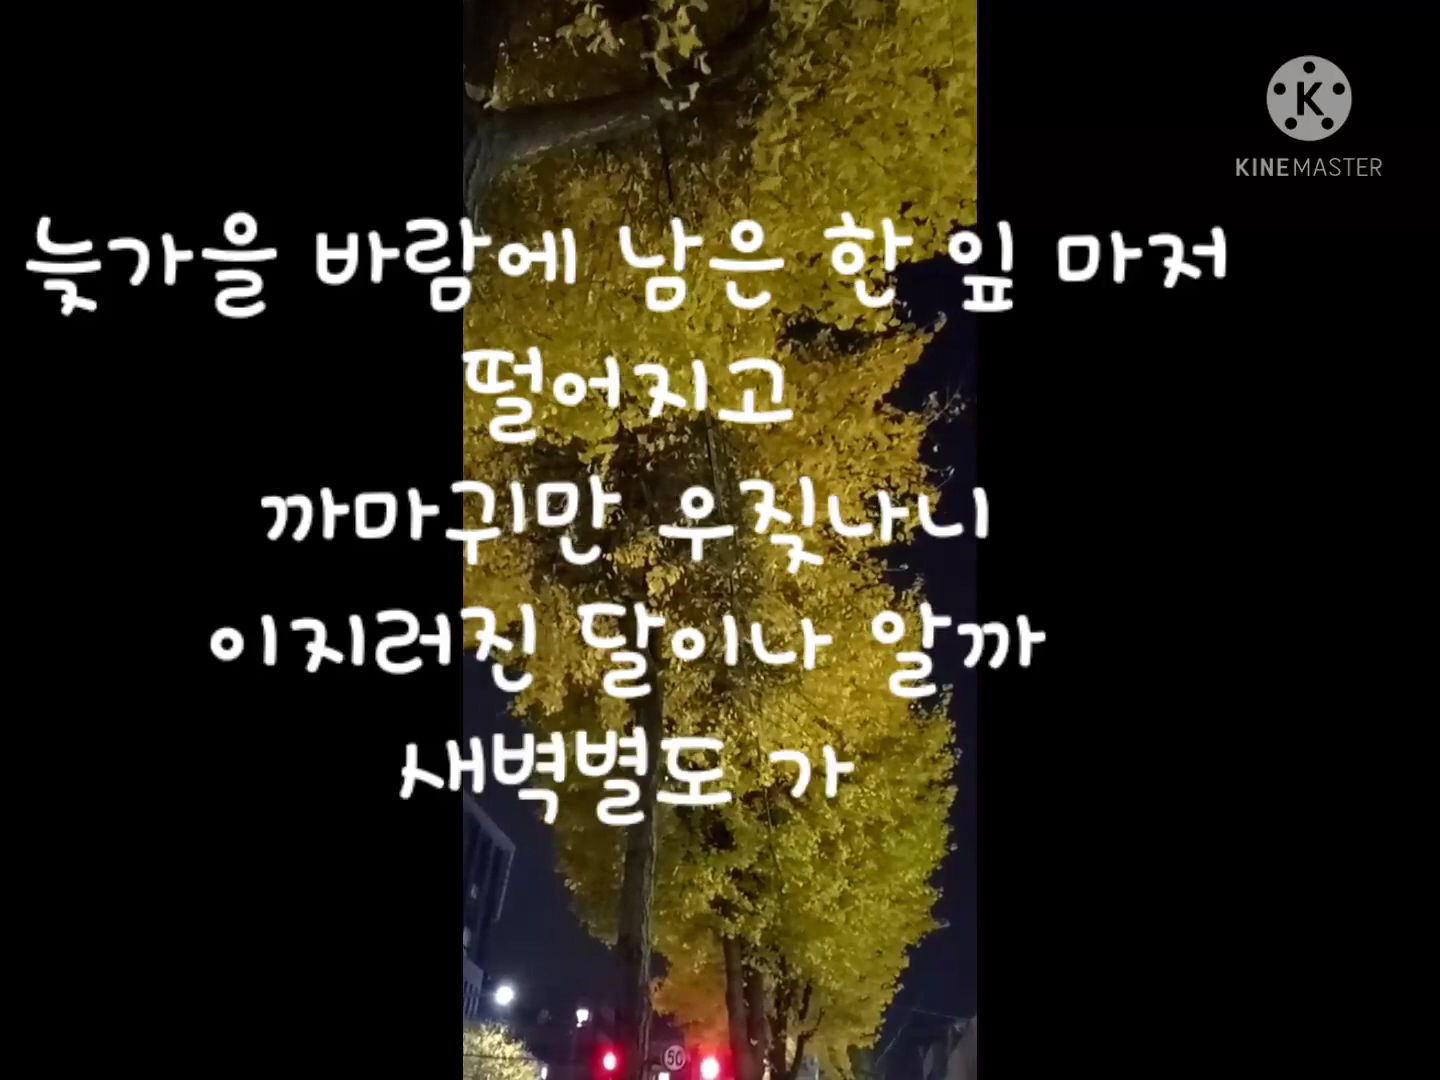 KINEMASTER
늦가을 바람에 남은 한 잎 마저
떨어지고
까마귀만 우짖나니
이지러진 달이나 알까
새벽별도 가
50